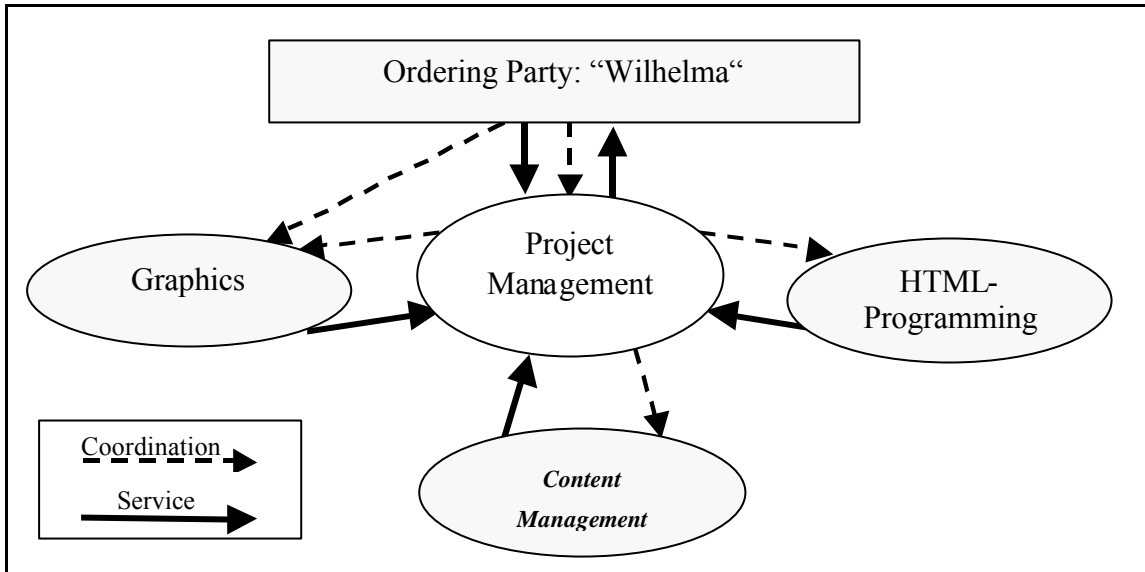 Ordering Party: “Wilhelma“
Project
Management
Graphics
HTML-
Programming
Coordination
Service
Content
Management